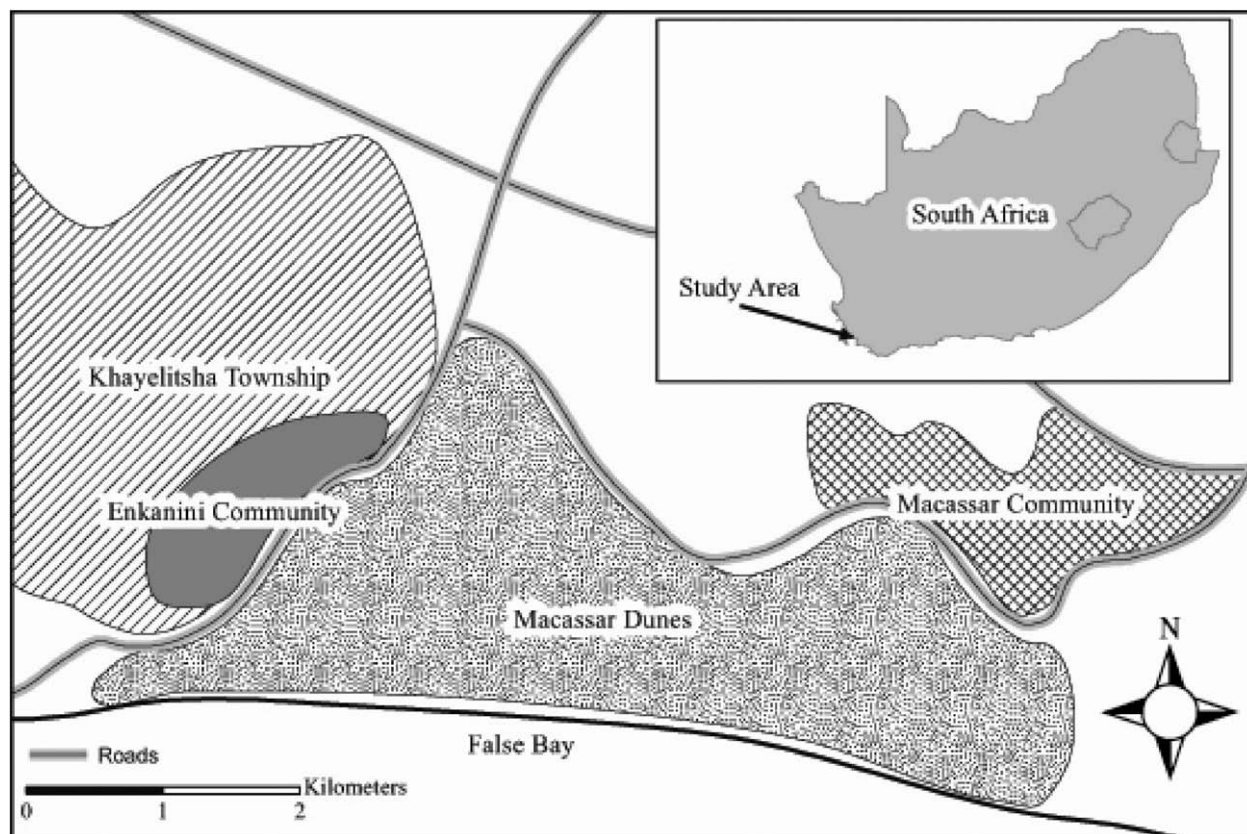 South Africa
Study Area
Khayelitsha Township
Enkanini Community
Macassar Community
Macassar Dunes
N
False Bay
Roads
Kilometers
0 1 2